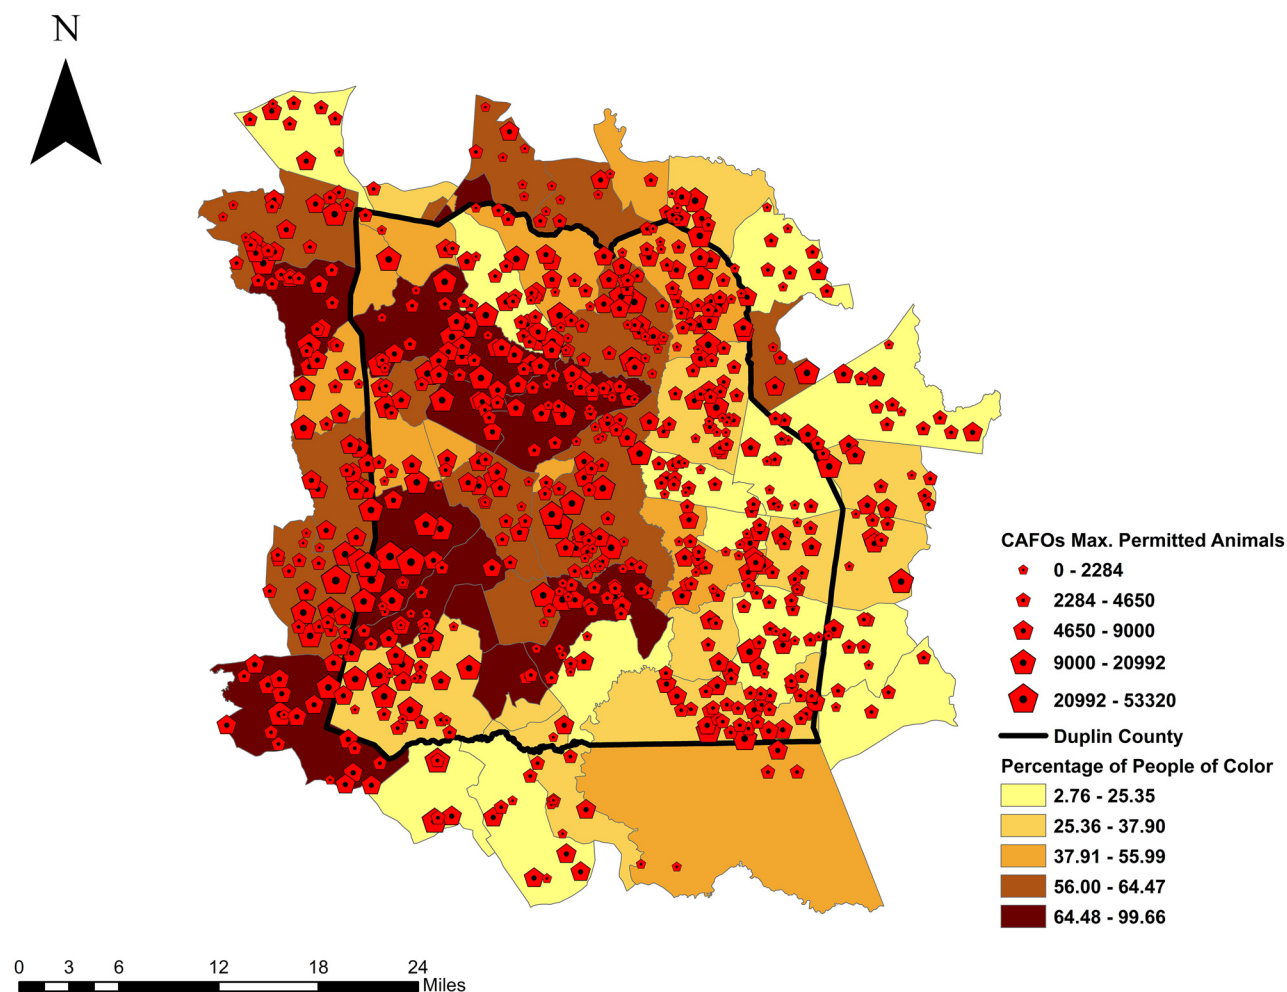 N
CAFOs Max. Permitted Animals
0 - 2284
2284 - 4650
4650 - 9000
9000 - 20992
20992 - 53320
Duplin County
Percentage of People of Color
2.76 - 25.35
25.36 - 37.90
37.91 - 55.99
56.00 - 64.47
64.48 - 99.66
0 3 6 12 18 24
Miles